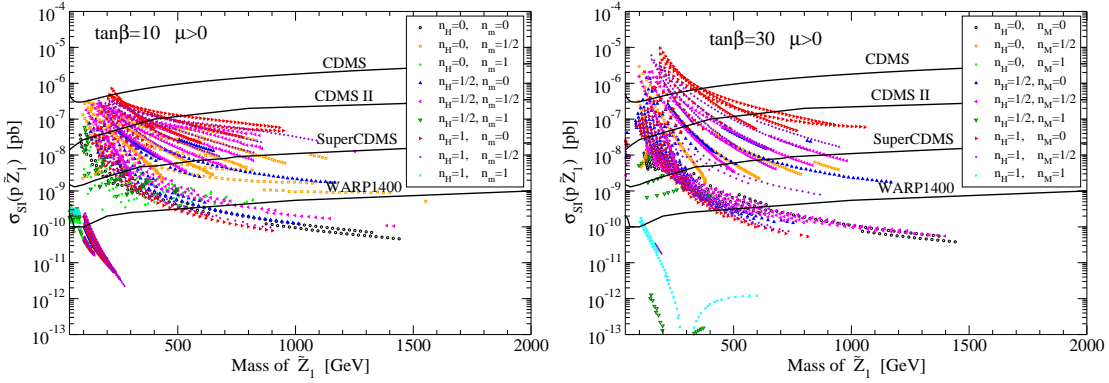 tanβ=10 μ>0
CDMS
CDMS II
SuperCDMS
WARP1400
n_H=0, n_m=0
n_H=0, n_m=1/2
n_H=0, n_m=1
n_H=1/2, n_m=0
n_H=1/2, n_m=1/2
n_H=1/2, n_m=1
n_H=1, n_m=0
n_H=1, n_m=1/2
n_H=1, n_m=1
10^-4
10^-5
10^-6
10^-7
10^-8
10^-9
10^-10
10^-11
10^-12
10^-13
σ_SI(p Z̃_1) [pb]
500 1000 1500 2000
Mass of Z̃_1 [GeV]
tanβ=30 μ>0
CDMS
CDMS II
SuperCDMS
WARP1400
n_H=0, n_M=0
n_H=0, n_M=1/2
n_H=0, n_M=1
n_H=1/2, n_M=0
n_H=1/2, n_M=1/2
n_H=1/2, n_M=1
n_H=1, n_M=0
n_H=1, n_M=1/2
n_H=1, n_M=1
10^-4
10^-5
10^-6
10^-7
10^-8
10^-9
10^-10
10^-11
10^-12
10^-13
σ_SI(p Z̃_1) [pb]
500 1000 1500 2000
Mass of Z̃_1 [GeV]